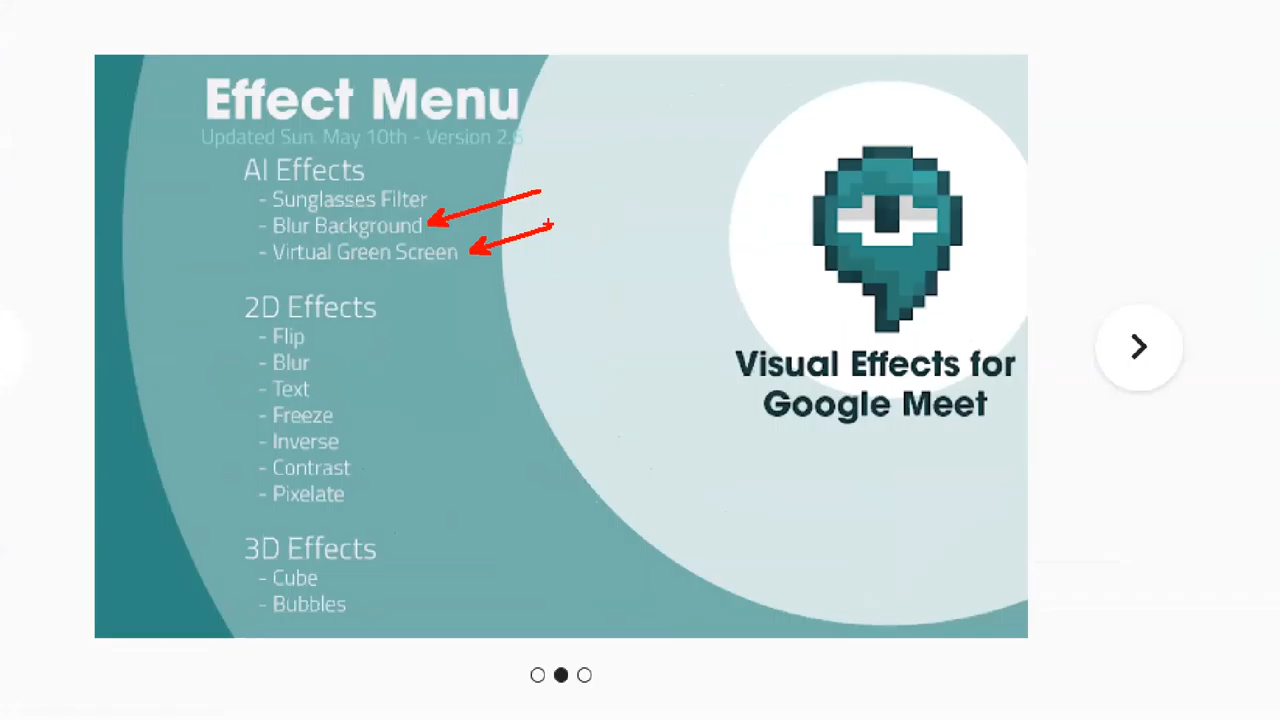 Effect Menu
Updated Sun. May 10th - Version 2.6
AI Effects
- Sunglasses Filter
- Blur Background
- Virtual Green Screen
2D Effects
- Flip
- Blur
- Text
- Freeze
- Inverse
- Contrast
- Pixelate
3D Effects
- Cube
- Bubbles
Visual Effects for
Google Meet